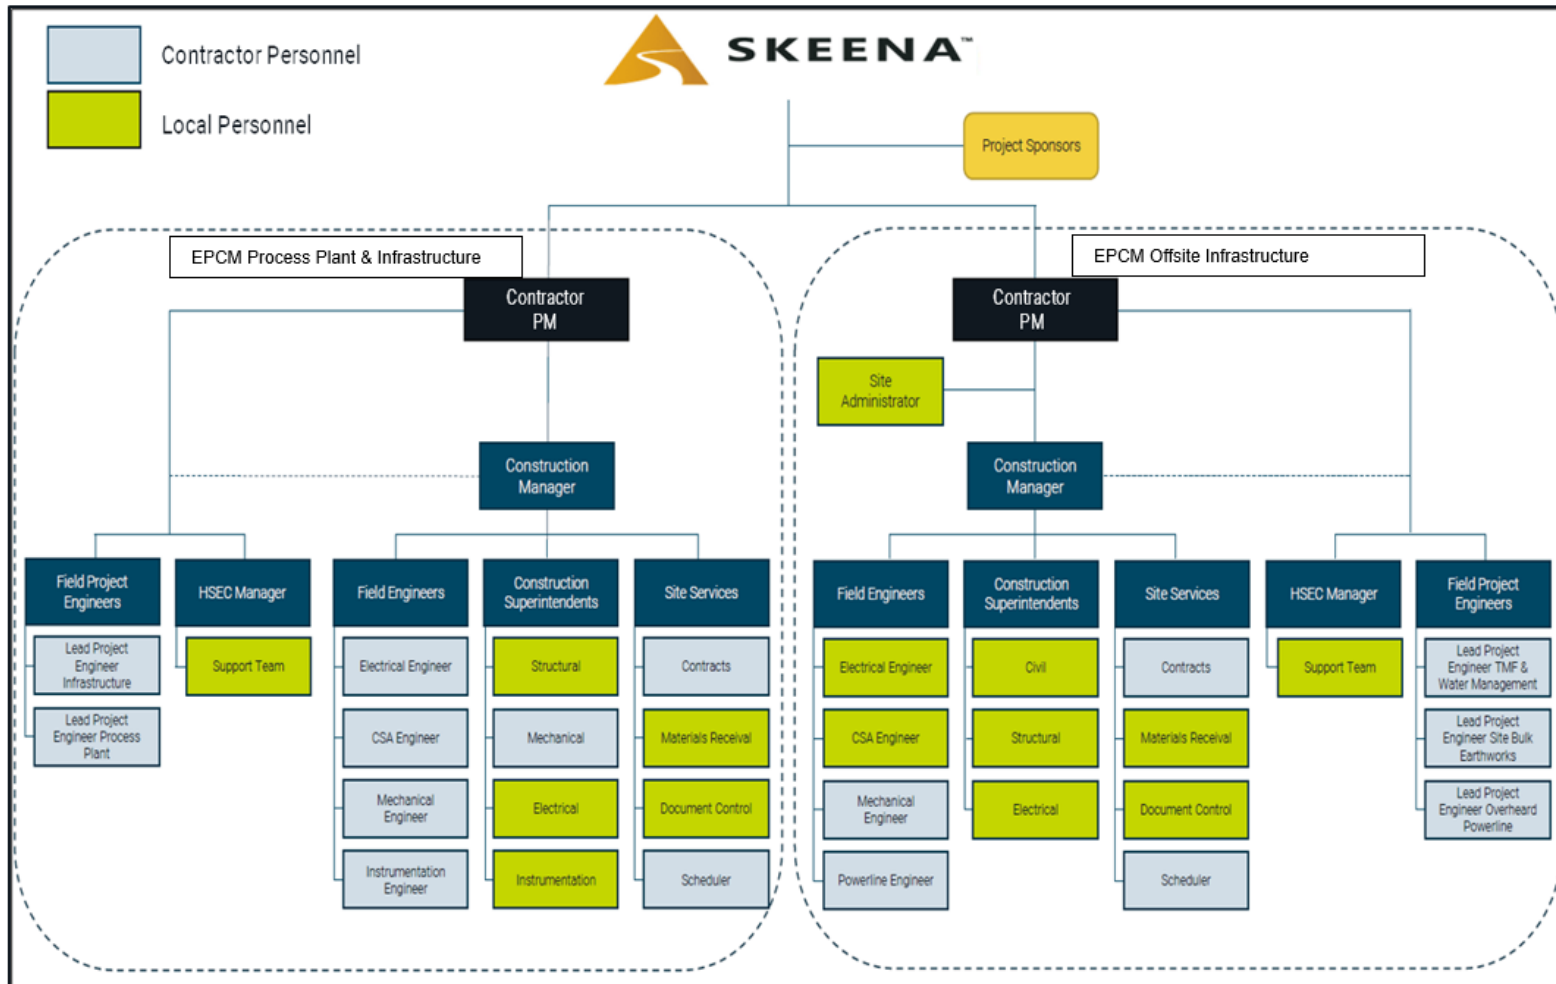 Contractor Personnel
Local Personnel
SKEENA™
Project Sponsors
EPCM Process Plant & Infrastructure
Contractor
PM
Construction
Manager
Field Project
Engineers
HSEC Manager
Field Engineers
Construction
Superintendents
Site Services
Lead Project
Engineer
Infrastructure
Lead Project
Engineer Process
Plant
Support Team
Electrical Engineer
CSA Engineer
Mechanical
Engineer
Instrumentation
Engineer
Structural
Mechanical
Electrical
Instrumentation
Contracts
Materials Receival
Document Control
Scheduler
EPCM Offsite Infrastructure
Contractor
PM
Site
Administrator
Construction
Manager
Field Engineers
Construction
Superintendents
Site Services
HSEC Manager
Field Project
Engineers
Electrical Engineer
CSA Engineer
Mechanical
Engineer
Powerline Engineer
Civil
Structural
Electrical
Contracts
Materials Receival
Document Control
Scheduler
Support Team
Lead Project
Engineer TMF &
Water Management
Lead Project
Engineer Site Bulk
Earthworks
Lead Project
Engineer Overheard
Powerline